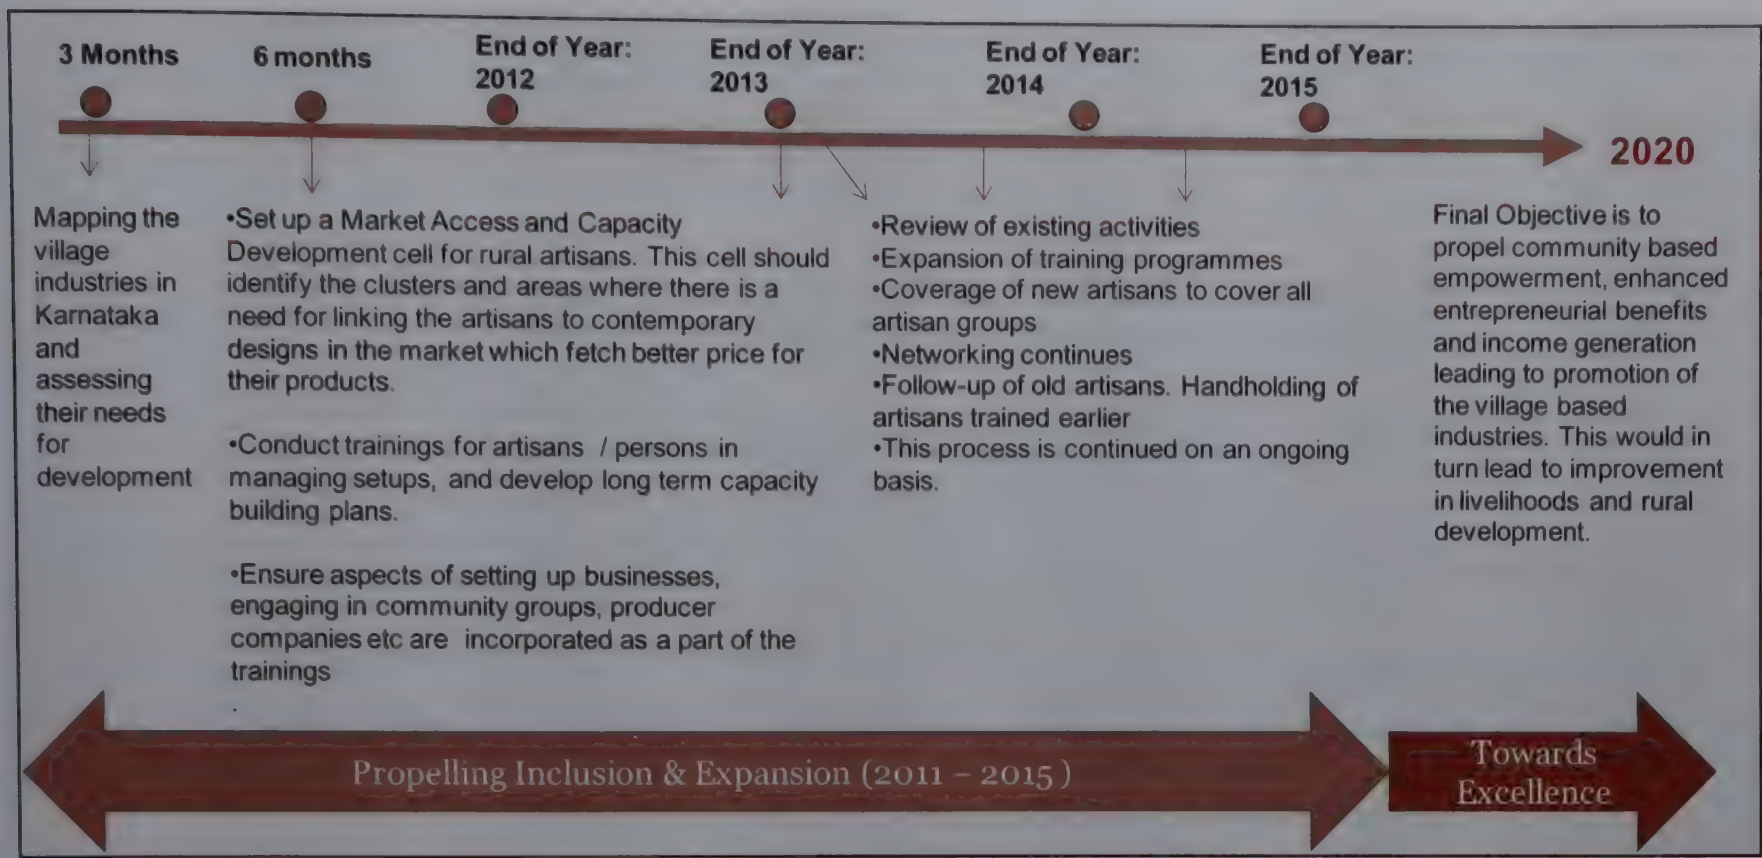 3 Months
6 months
End of Year:
2012
End of Year:
2013
End of Year:
2014
End of Year:
2015
2020
Mapping the
village
industries in
Karnataka
and
assessing
their needs
for
development
•Set up a Market Access and Capacity
Development cell for rural artisans. This cell should
identify the clusters and areas where there is a
need for linking the artisans to contemporary
designs in the market which fetch better price for
their products.
•Conduct trainings for artisans / persons in
managing setups, and develop long term capacity
building plans.
•Ensure aspects of setting up businesses,
engaging in community groups, producer
companies etc are incorporated as a part of the
trainings
.
•Review of existing activities
•Expansion of training programmes
•Coverage of new artisans to cover all
artisan groups
•Networking continues
•Follow-up of old artisans. Handholding of
artisans trained earlier
•This process is continued on an ongoing
basis.
Final Objective is to
propel community based
empowerment, enhanced
entrepreneurial benefits
and income generation
leading to promotion of
the village based
industries. This would in
turn lead to improvement
in livelihoods and rural
development.
Propelling Inclusion & Expansion (2011 – 2015 )
Towards
Excellence